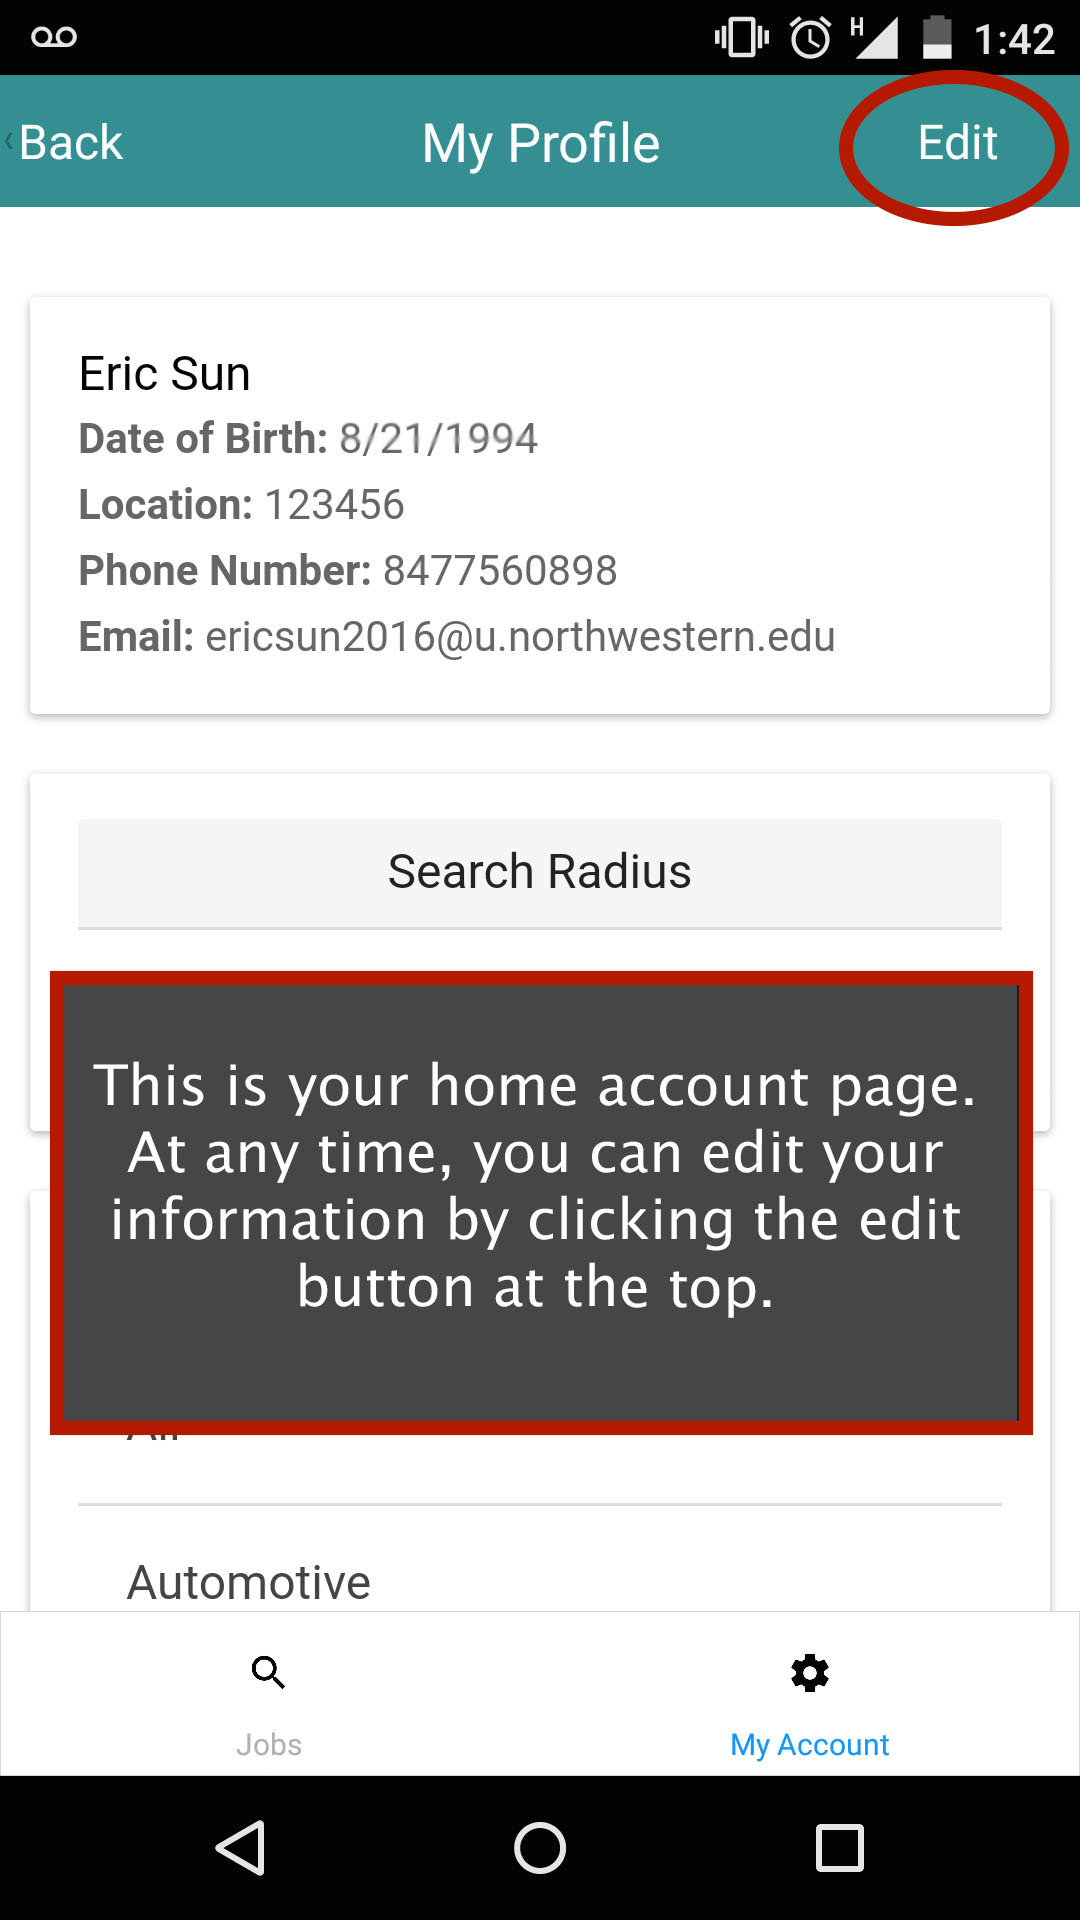 H 1:42
Back My Profile Edit
Eric Sun
Date of Birth: 8/21/1994
Location: 123456
Phone Number: 8477560898
Email: ericsun2016@u.northwestern.edu
Search Radius
This is your home account page.
At any time, you can edit your
information by clicking the edit
button at the top.
Automotive
Jobs My Account